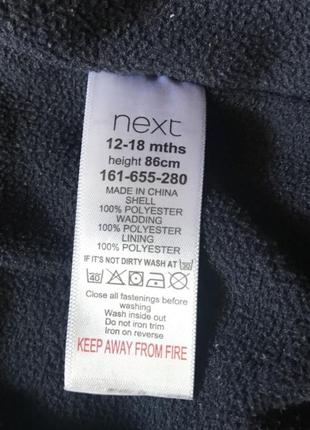 next
12-18 mths
height 86cm
161-655-280
MADE IN CHINA
SHELL
100% POLYESTER
WADDING
100% POLYESTER
LINING
100% POLYESTER
IF IT'S NOT DIRTY WASH AT 30
40
Close all fastenings before
washing
Wash inside out
Do not iron trim
Iron on reverse
KEEP AWAY FROM FIRE